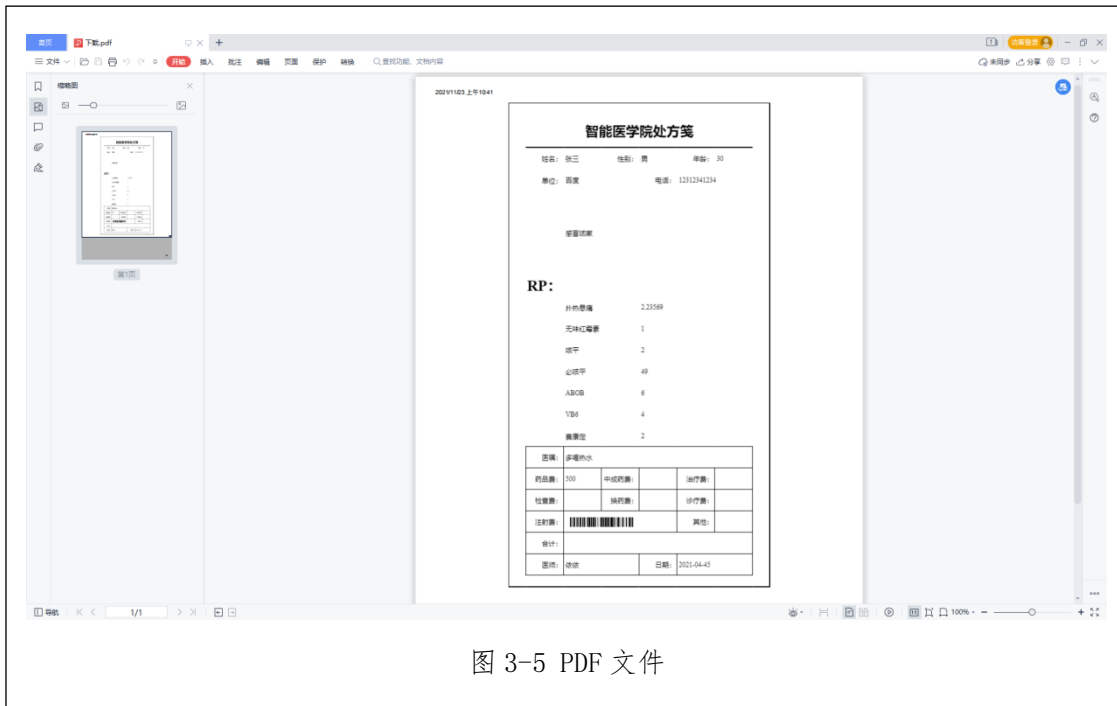 首页 下载.pdf 访客登录
文件 开始 插入 批注 编辑 页面 保护 转换 查找功能、文档内容 未同步 分享
缩略图
第1页
2021/11/23 上午10:41
智能医学院处方笺
姓名: 张三 性别: 男 年龄: 30
单位: 百度 电话: 12312341234
感冒咳嗽
RP:
扑热息痛 2.23569
无味红霉素 1
咳平 2
必咳平 49
ABOB 6
VB6 4
赛康定 2
医嘱: 多喝热水
药品费: 500 中成药费: 治疗费:
检查费: 换药费: 诊疗费:
注射费: 其他:
合计:
医师: 依依 日期: 2021-04-45
导航 1/1 100%
图 3-5 PDF 文件